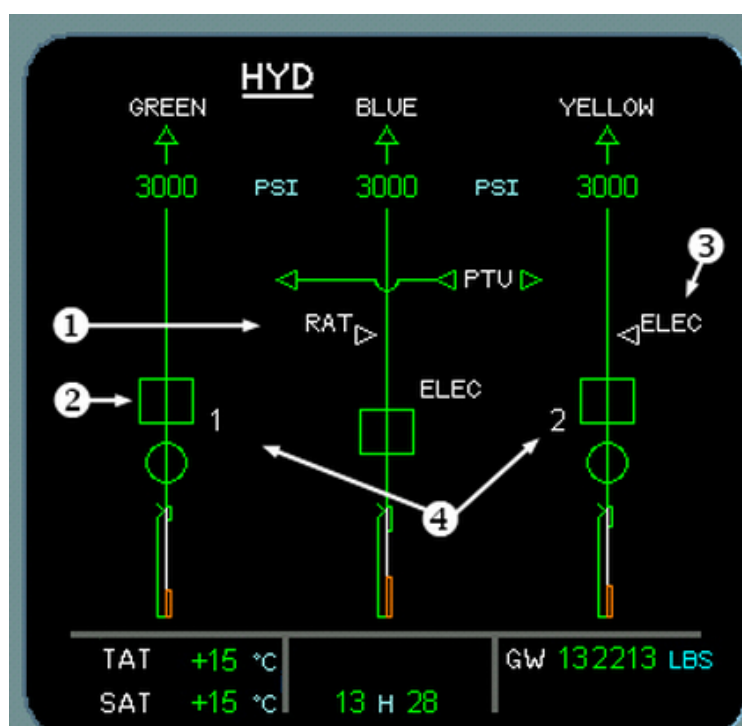 HYD
GREEN BLUE YELLOW
3000 PSI 3000 PSI 3000
PTU
3
1 RAT ELEC
2 1 ELEC 2
4
TAT +15 °C GW 132213 LBS
SAT +15 °C 13 H 28